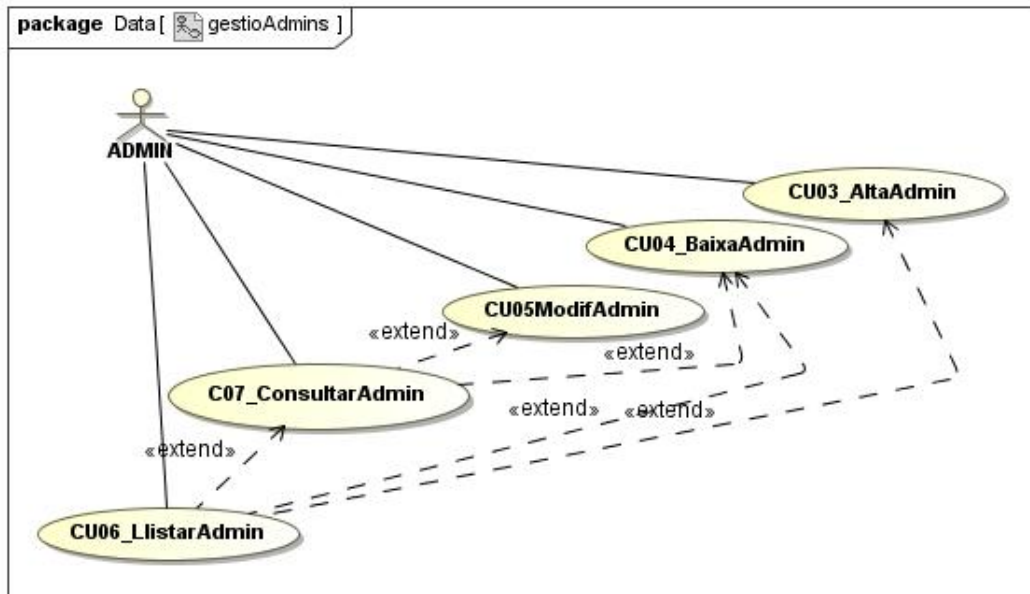 package Data [ gestioAdmins ]
ADMIN
CU03_AltaAdmin
CU04_BaixaAdmin
CU05ModifAdmin
«extend»
«extend»
C07_ConsultarAdmin
«extend»
«extend»
«extend»
CU06_LlistarAdmin